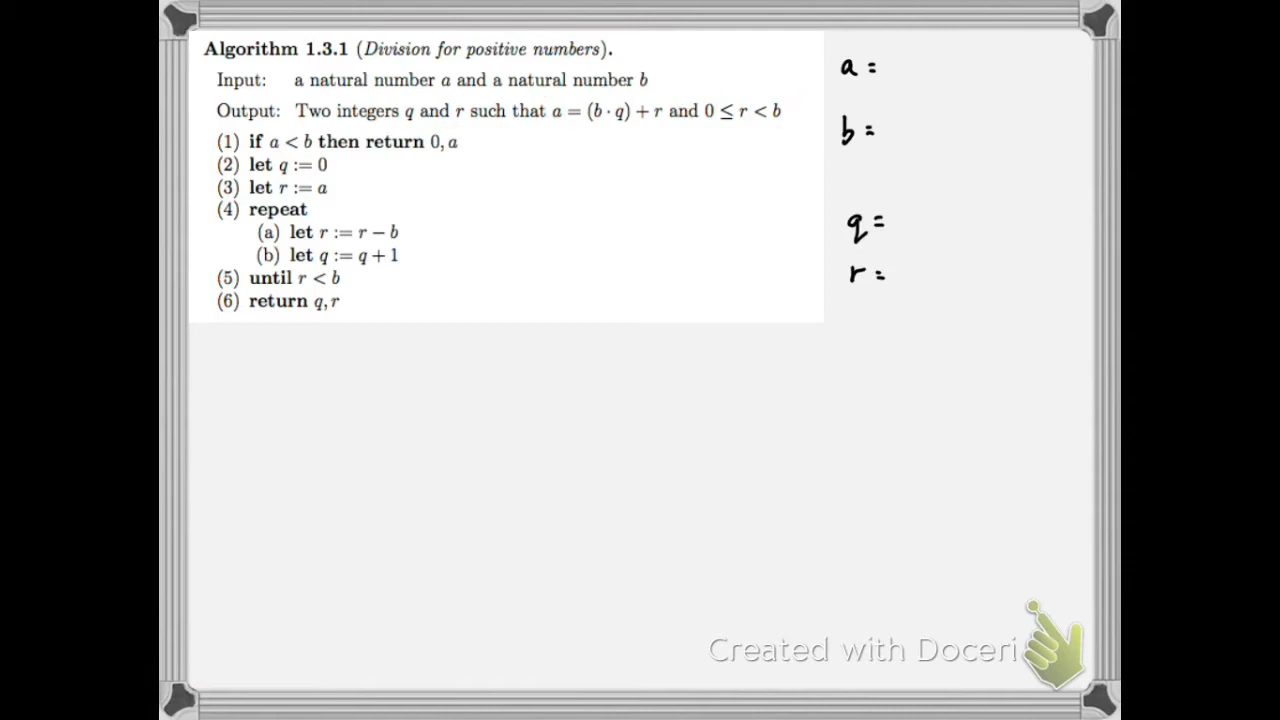 Algorithm 1.3.1 (Division for positive numbers).
Input: a natural number a and a natural number b
Output: Two integers q and r such that a = (b · q) + r and 0 ≤ r < b
(1) if a < b then return 0, a
(2) let q := 0
(3) let r := a
(4) repeat
(a) let r := r − b
(b) let q := q + 1
(5) until r < b
(6) return q, r
a =
b =
q =
r =
Created with Doceri